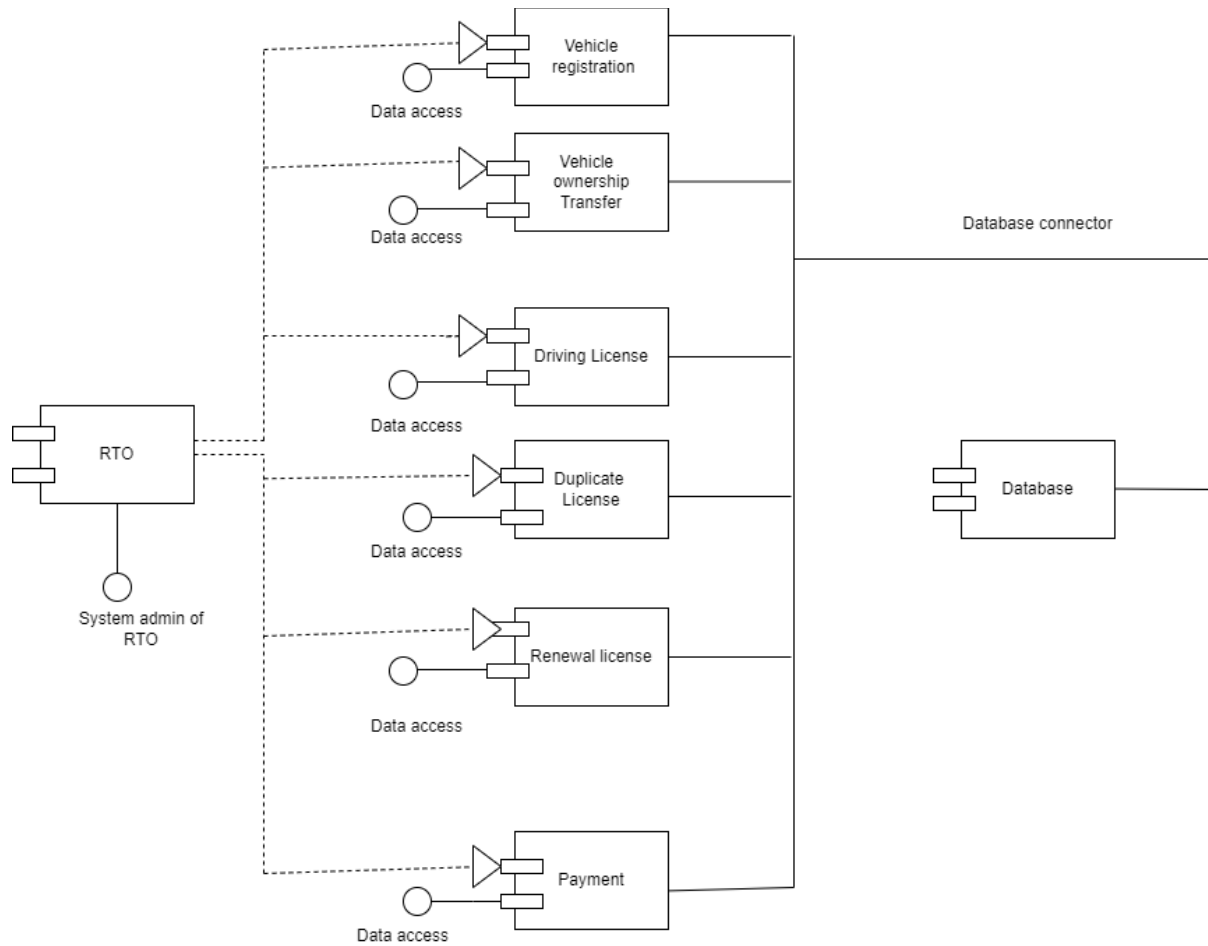 Vehicle
registration
Data access
Vehicle
ownership
Transfer
Data access
Database connector
Driving License
Data access
RTO
System admin of
RTO
Duplicate
License
Data access
Database
Renewal license
Data access
Payment
Data access